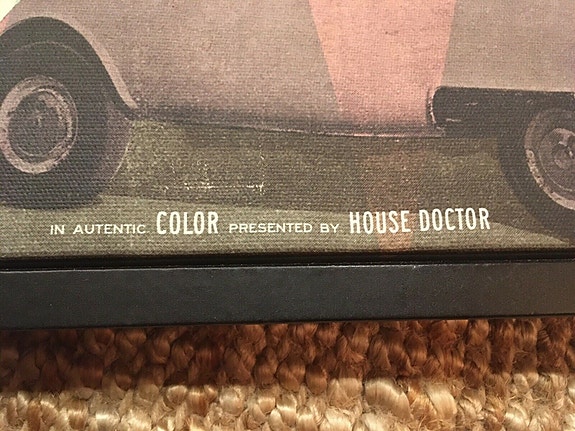 IN AUTENTIC COLOR PRESENTED BY HOUSE DOCTOR